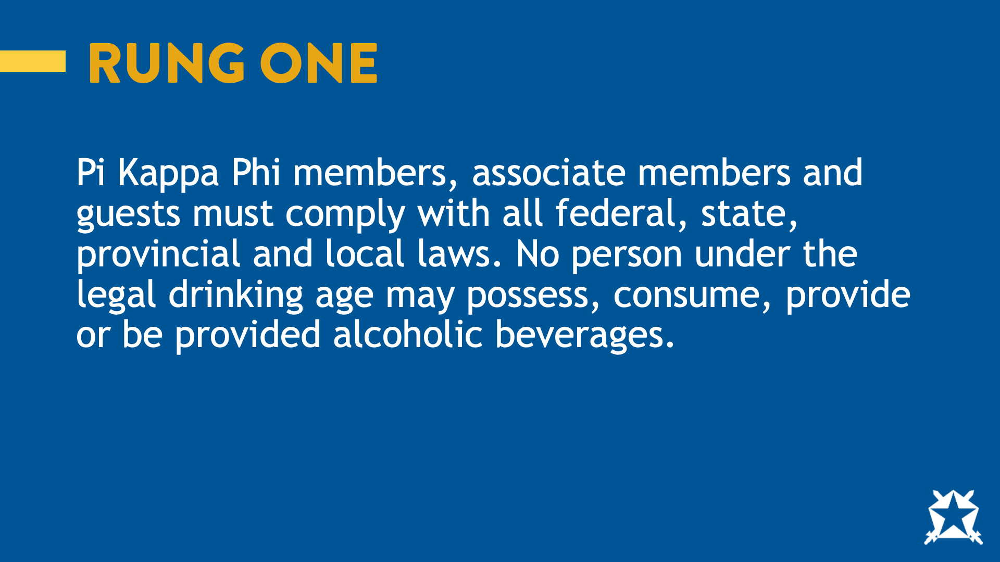 RUNG ONE
Pi Kappa Phi members, associate members and
guests must comply with all federal, state,
provincial and local laws. No person under the
legal drinking age may possess, consume, provide
or be provided alcoholic beverages.